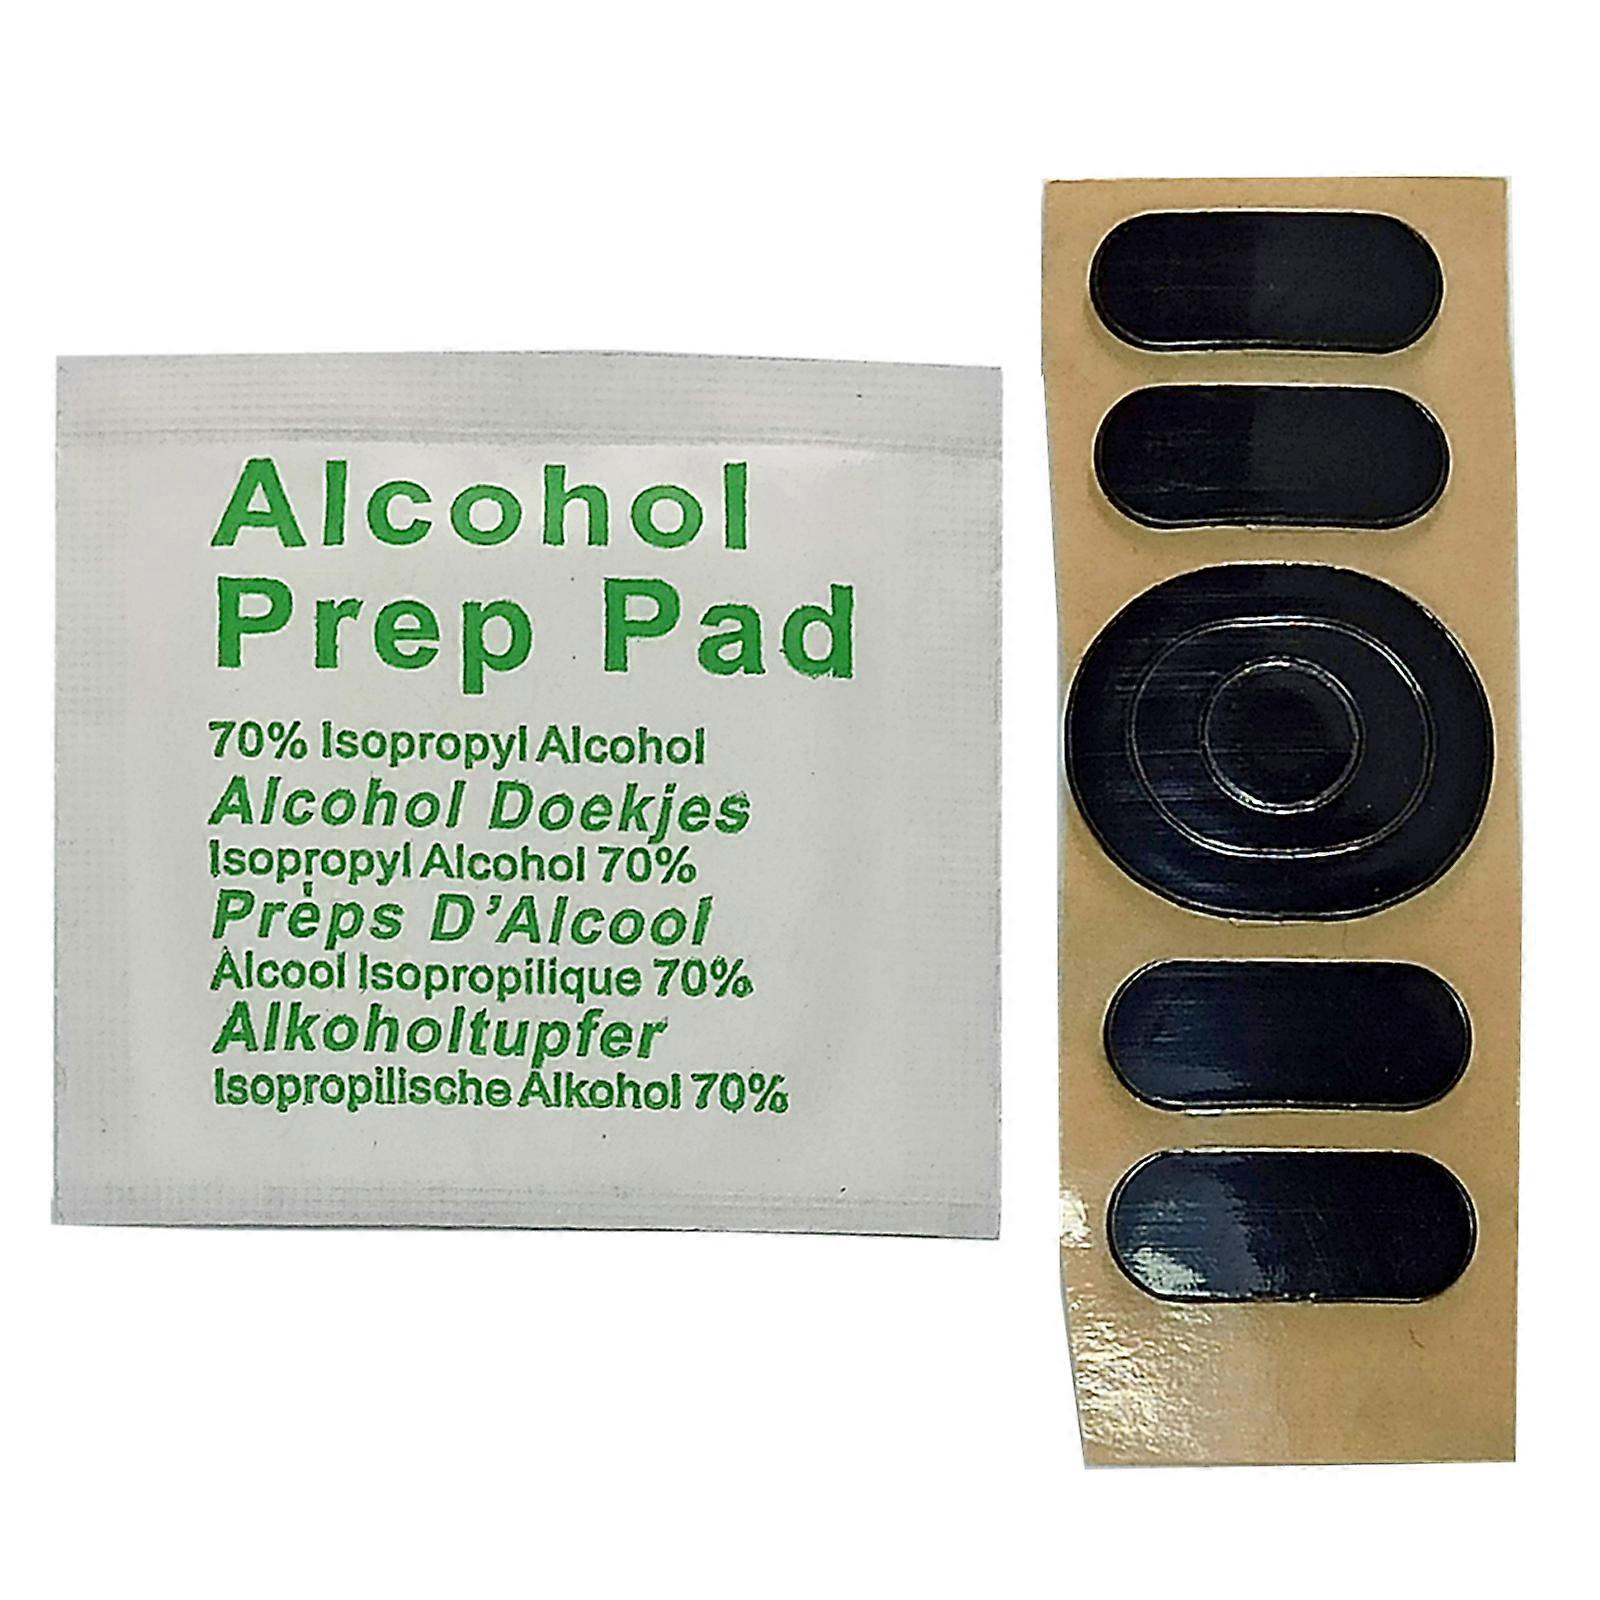 Alcohol
Prep Pad
70% Isopropyl Alcohol
Alcohol Doekjes
Isopropyl Alcohol 70%
Préps D'Alcool
Alcool Isopropilique 70%
Alkoholtupfer
Isopropilische Alkohol 70%